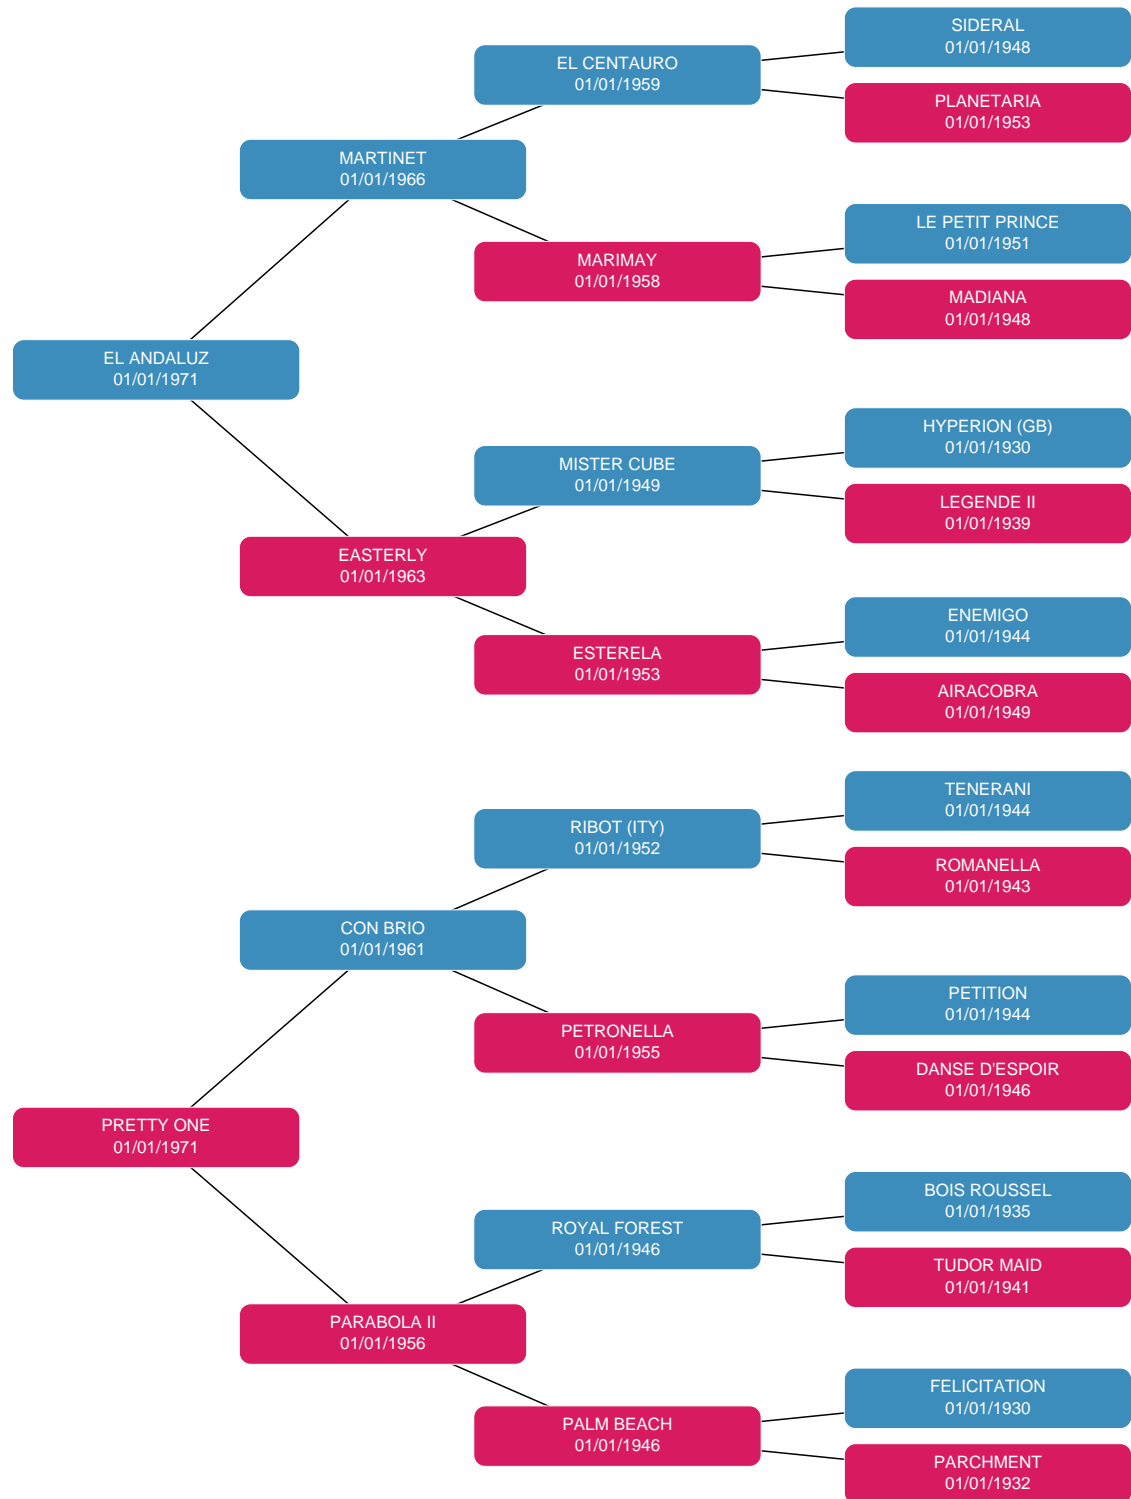 SIDERAL
01/01/1948
EL CENTAURO
01/01/1959
PLANETARIA
01/01/1953
MARTINET
01/01/1966
LE PETIT PRINCE
01/01/1951
MARIMAY
01/01/1958
MADIANA
01/01/1948
EL ANDALUZ
01/01/1971
HYPERION (GB)
01/01/1930
MISTER CUBE
01/01/1949
LEGENDE II
01/01/1939
EASTERLY
01/01/1963
ENEMIGO
01/01/1944
ESTERELA
01/01/1953
AIRACOBRA
01/01/1949
TENERANI
01/01/1944
RIBOT (ITY)
01/01/1952
ROMANELLA
01/01/1943
CON BRIO
01/01/1961
PETITION
01/01/1944
PETRONELLA
01/01/1955
DANSE D'ESPOIR
01/01/1946
PRETTY ONE
01/01/1971
BOIS ROUSSEL
01/01/1935
ROYAL FOREST
01/01/1946
TUDOR MAID
01/01/1941
PARABOLA II
01/01/1956
FELICITATION
01/01/1930
PALM BEACH
01/01/1946
PARCHMENT
01/01/1932